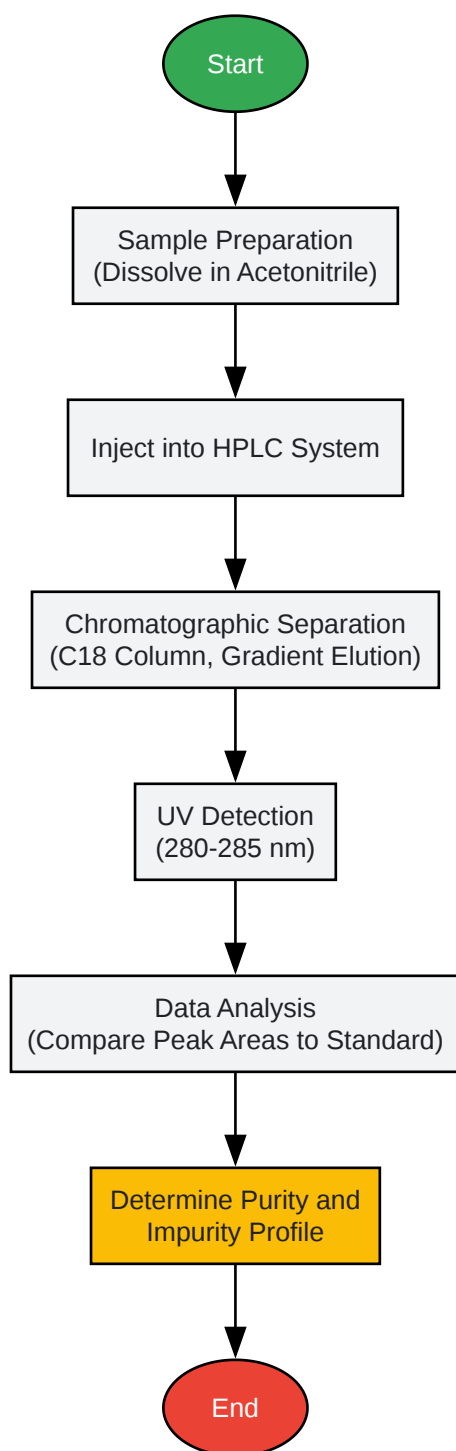 Start
Sample Preparation
(Dissolve in Acetonitrile)
Inject into HPLC System
Chromatographic Separation
(C18 Column, Gradient Elution)
UV Detection
(280-285 nm)
Data Analysis
(Compare Peak Areas to Standard)
Determine Purity and
Impurity Profile
End